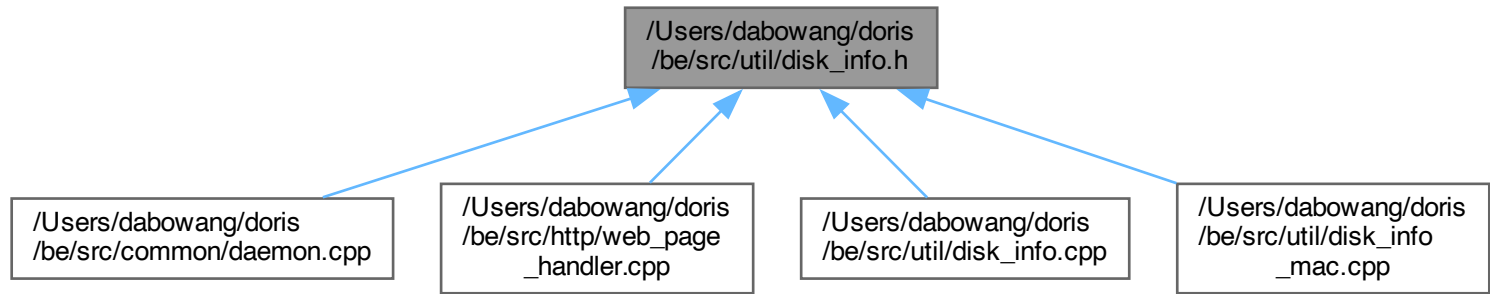 /Users/dabowang/doris
/be/src/util/disk_info.h
/Users/dabowang/doris
/be/src/common/daemon.cpp
/Users/dabowang/doris
/be/src/http/web_page
_handler.cpp
/Users/dabowang/doris
/be/src/util/disk_info.cpp
/Users/dabowang/doris
/be/src/util/disk_info
_mac.cpp